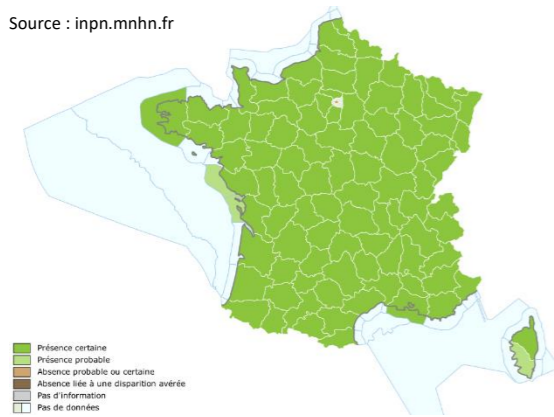 Source : inpn.mnhn.fr
Présence certaine
Présence probable
Absence probable ou certaine
Absence liée à une disparition avérée
Pas d'information
Pas de données